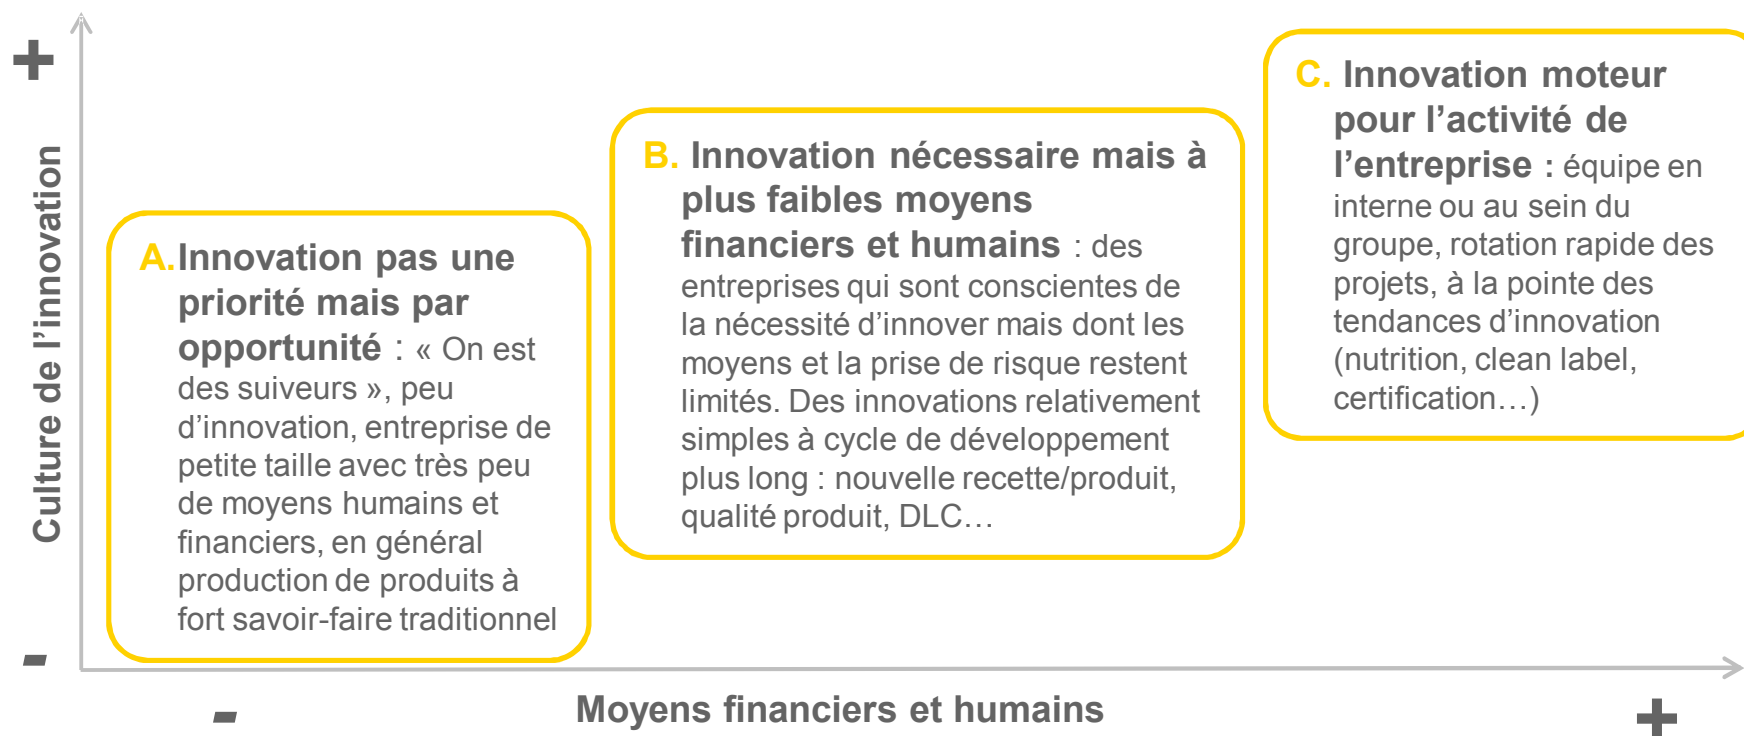 +
Culture de l'innovation
-
A. Innovation pas une
priorité mais par
opportunité : « On est
des suiveurs », peu
d'innovation, entreprise de
petite taille avec très peu
de moyens humains et
financiers, en général
production de produits à
fort savoir-faire traditionnel
B. Innovation nécessaire mais à
plus faibles moyens
financiers et humains : des
entreprises qui sont conscientes de
la nécessité d'innover mais dont les
moyens et la prise de risque restent
limités. Des innovations relativement
simples à cycle de développement
plus long : nouvelle recette/produit,
qualité produit, DLC…
C. Innovation moteur
pour l'activité de
l'entreprise : équipe en
interne ou au sein du
groupe, rotation rapide des
projets, à la pointe des
tendances d'innovation
(nutrition, clean label,
certification…)
-
Moyens financiers et humains
+